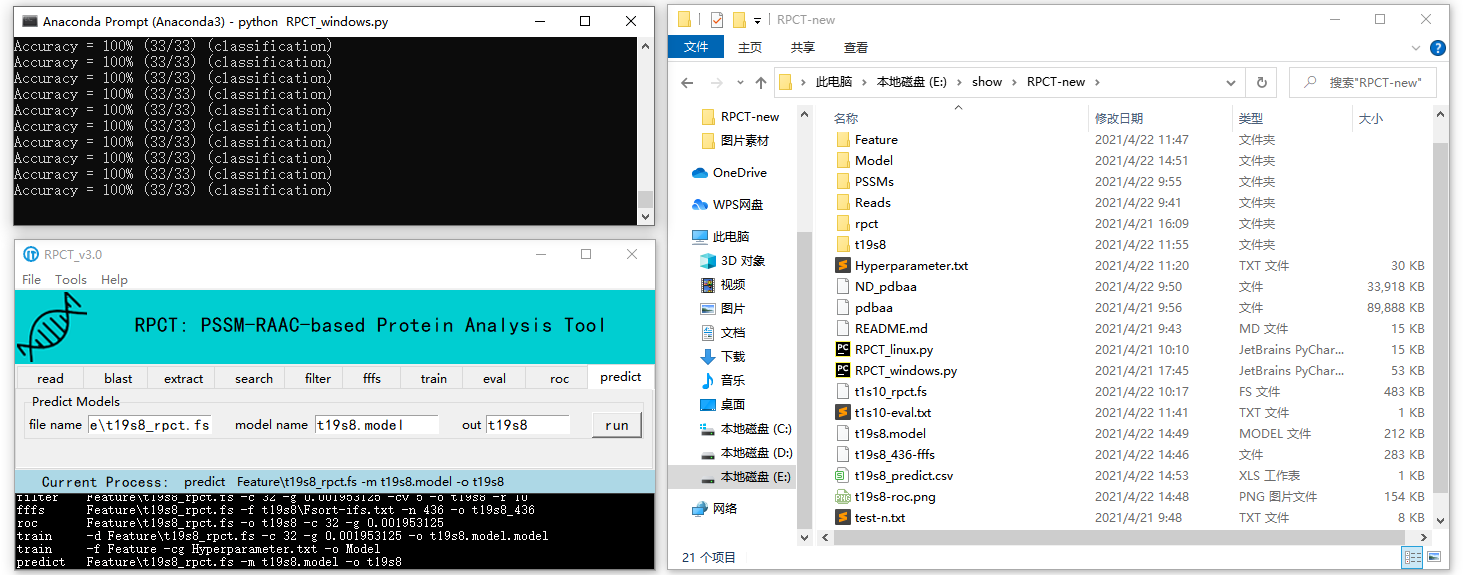 Anaconda Prompt (Anaconda3) - python RPCT_windows.py
Accuracy = 100% (33/33) (classification)
Accuracy = 100% (33/33) (classification)
Accuracy = 100% (33/33) (classification)
Accuracy = 100% (33/33) (classification)
Accuracy = 100% (33/33) (classification)
Accuracy = 100% (33/33) (classification)
Accuracy = 100% (33/33) (classification)
Accuracy = 100% (33/33) (classification)
Accuracy = 100% (33/33) (classification)
Accuracy = 100% (33/33) (classification)
RPCT_v3.0
File Tools Help
RPCT: PSSM-RAAC-based Protein Analysis Tool
read blast extract search filter fffs train eval roc predict
Predict Models
file name e\t19s8_rpct.fs model name t19s8.model out t19s8 run
Current Process: predict Feature\t19s8_rpct.fs -m t19s8.model -o t19s8
filter Feature\t19s8_rpct.fs -c 32 -g 0.001953125 -cv 5 -o t19s8 -r 10
fffs Feature\t19s8_rpct.fs -f t19s8\Fsort-ifs.txt -n 436 -o t19s8_436
roc Feature\t19s8_rpct.fs -o t19s8 -c 32 -g 0.001953125
train -d Feature\t19s8_rpct.fs -c 32 -g 0.001953125 -o t19s8.model.model
train -f Feature -cg Hyperparameter.txt -o Model
predict Feature\t19s8_rpct.fs -m t19s8.model -o t19s8
RPCT-new
文件 主页 共享 查看
此电脑 本地磁盘 (E:) show RPCT-new
搜索"RPCT-new"
RPCT-new
图片素材
OneDrive
WPS网盘
此电脑
3D 对象
视频
图片
文档
下载
音乐
桌面
本地磁盘 (C:)
本地磁盘 (D:)
本地磁盘 (E:)
网络
名称 修改日期 类型 大小
Feature 2021/4/22 11:47 文件夹
Model 2021/4/22 14:51 文件夹
PSSMs 2021/4/22 9:55 文件夹
Reads 2021/4/22 9:41 文件夹
rpct 2021/4/21 16:09 文件夹
t19s8 2021/4/22 11:55 文件夹
Hyperparameter.txt 2021/4/22 11:20 TXT 文件 30 KB
ND_pdbaa 2021/4/22 9:50 文件 33,918 KB
pdbaa 2021/4/21 9:56 文件 89,888 KB
README.md 2021/4/21 9:43 MD 文件 15 KB
RPCT_linux.py 2021/4/21 10:10 JetBrains PyChar... 15 KB
RPCT_windows.py 2021/4/21 17:45 JetBrains PyChar... 53 KB
t1s10_rpct.fs 2021/4/22 10:17 FS 文件 483 KB
t1s10-eval.txt 2021/4/22 11:41 TXT 文件 1 KB
t19s8.model 2021/4/22 14:49 MODEL 文件 212 KB
t19s8_436-fffs 2021/4/22 14:46 文件 283 KB
t19s8_predict.csv 2021/4/22 14:53 XLS 工作表 1 KB
t19s8-roc.png 2021/4/22 14:48 PNG 图片文件 154 KB
test-n.txt 2021/4/21 9:48 TXT 文件 8 KB
21 个项目